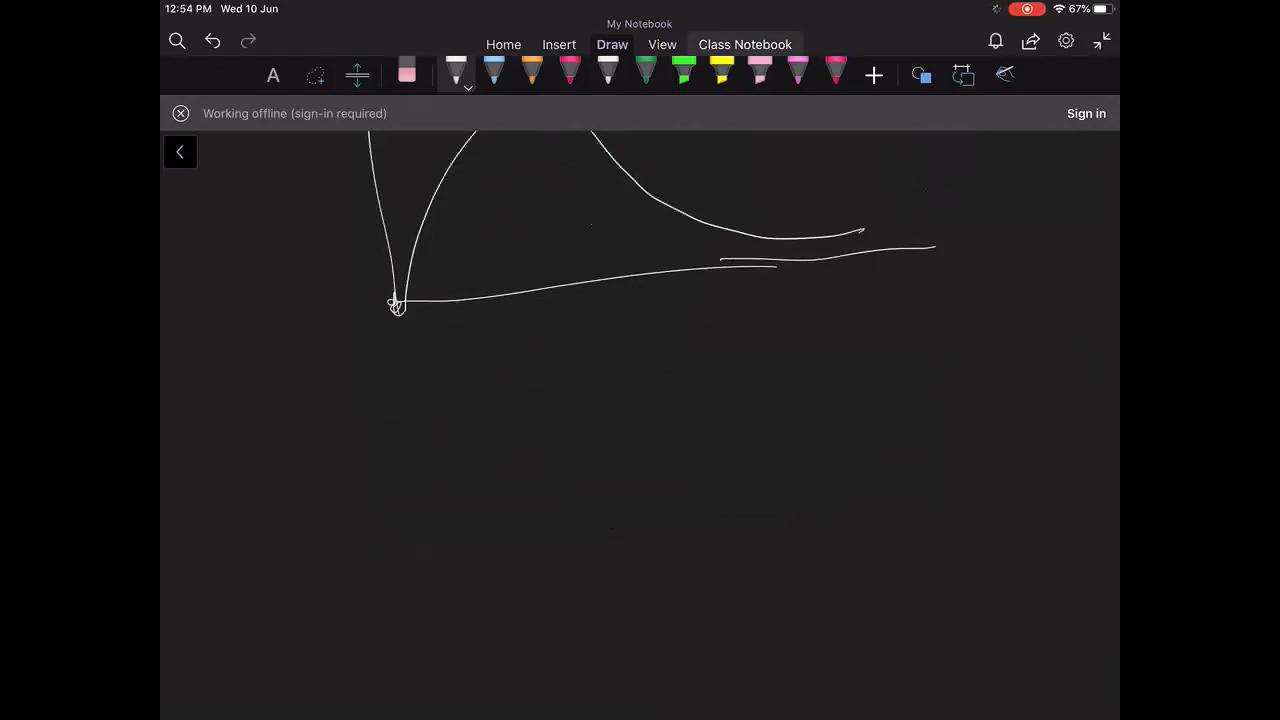 12:54 PM Wed 10 Jun 67%
My Notebook
Home Insert Draw View Class Notebook
A
Working offline (sign-in required) Sign in